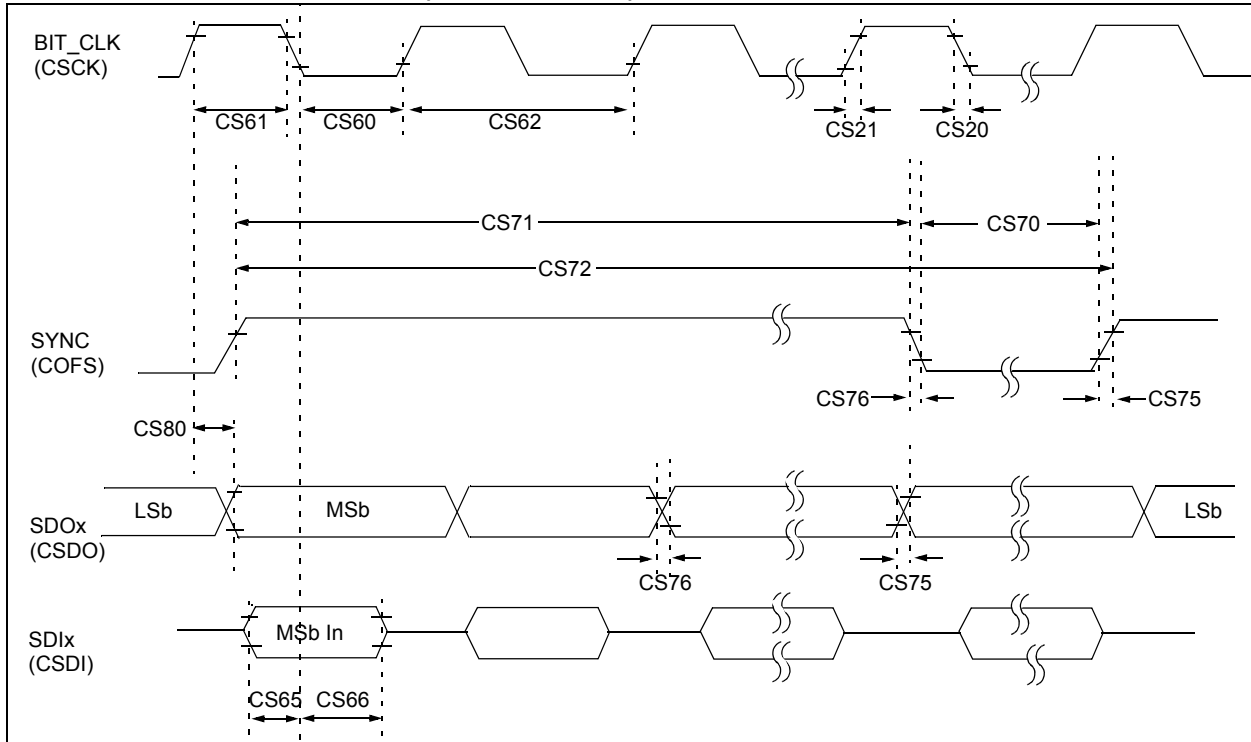 BIT_CLK
(CSCK)
CS61
CS60
CS62
CS21
CS20
CS71
CS70
CS72
SYNC
(COFS)
CS76
CS75
CS80
LSb
MSb
LSb
SDOx
(CSDO)
CS76
CS75
MSb In
SDIx
(CSDI)
CS65
CS66